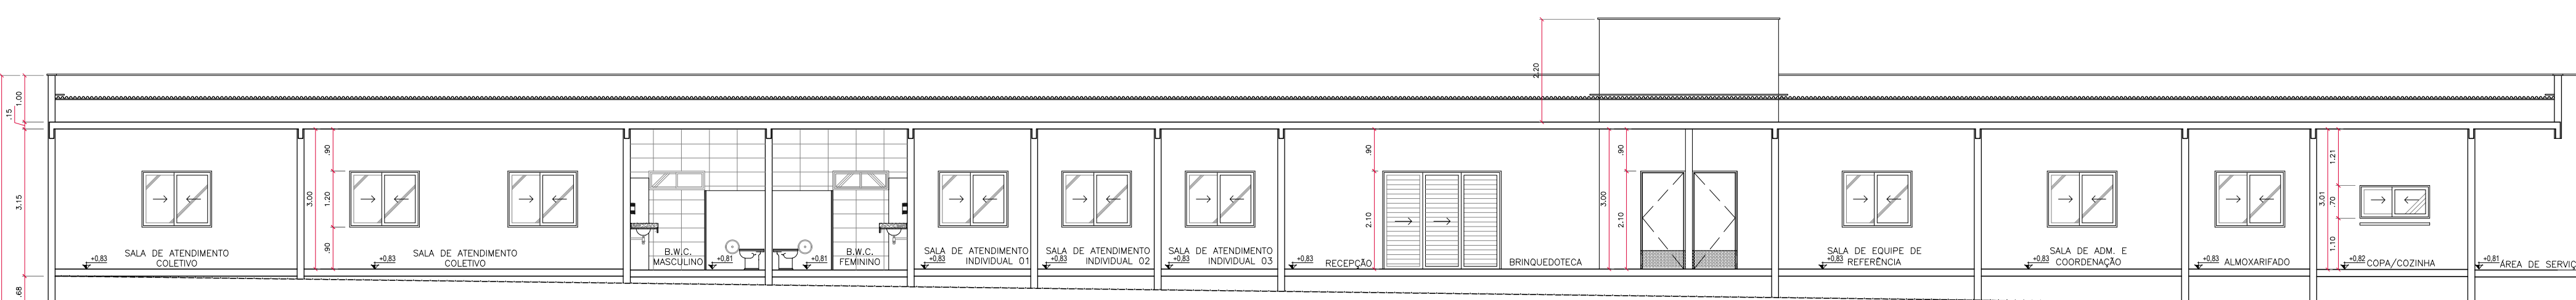 2.20
1.00
.15
3.15
.68
SALA DE ATENDIMENTO
COLETIVO
+0.83
3.00
.90
1.20
.90
+0.83
SALA DE ATENDIMENTO
COLETIVO
B.W.C.
MASCULINO
+0.81
+0.81
B.W.C.
FEMININO
SALA DE ATENDIMENTO
INDIVIDUAL 01
+0.83
SALA DE ATENDIMENTO
INDIVIDUAL 02
+0.83
SALA DE ATENDIMENTO
INDIVIDUAL 03
+0.83
+0.83
RECEPÇÃO
.90
2.10
BRINQUEDOTECA
3.00
.90
2.10
SALA DE EQUIPE DE
REFERÊNCIA
+0.83
SALA DE ADM. E
COORDENAÇÃO
+0.83
+0.83
ALMOXARIFADO
3.01
1.21
.70
1.10
+0.82
COPA/COZINHA
+0.81
ÁREA DE SERVIÇ